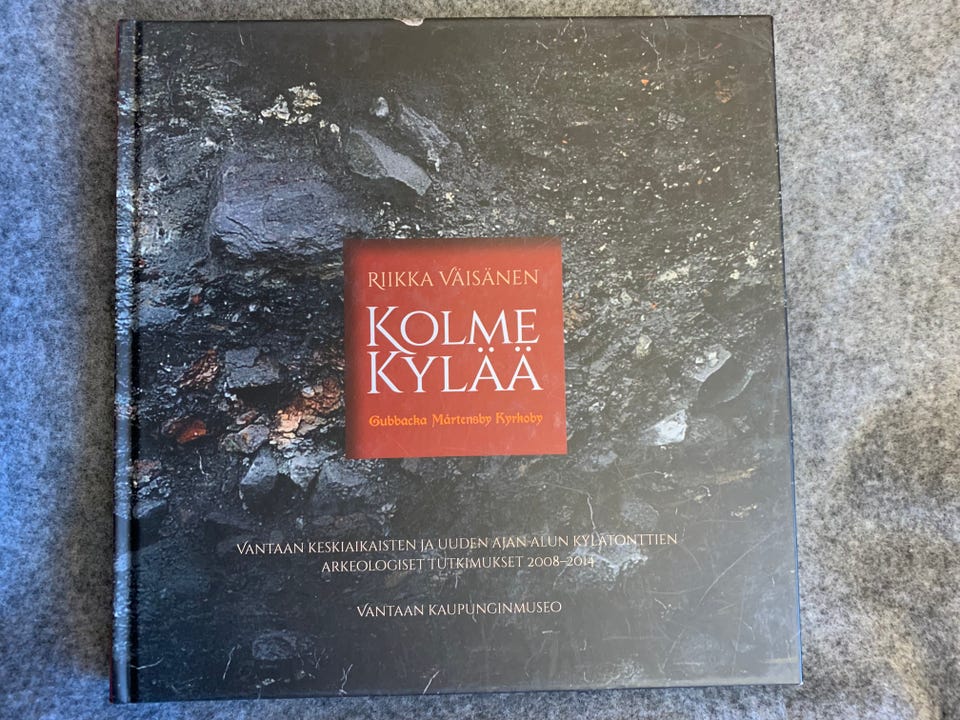 RIIKKA VÄISÄNEN
KOLME
KYLÄÄ
Gubbacka Mårtensby Kyrkoby
VANTAAN KESKIAIKAISTEN JA UUDEN AJAN ALUN KYLÄTONTTIEN
ARKEOLOGISET TUTKIMUKSET 2008–2014
VANTAAN KAUPUNGINMUSEO